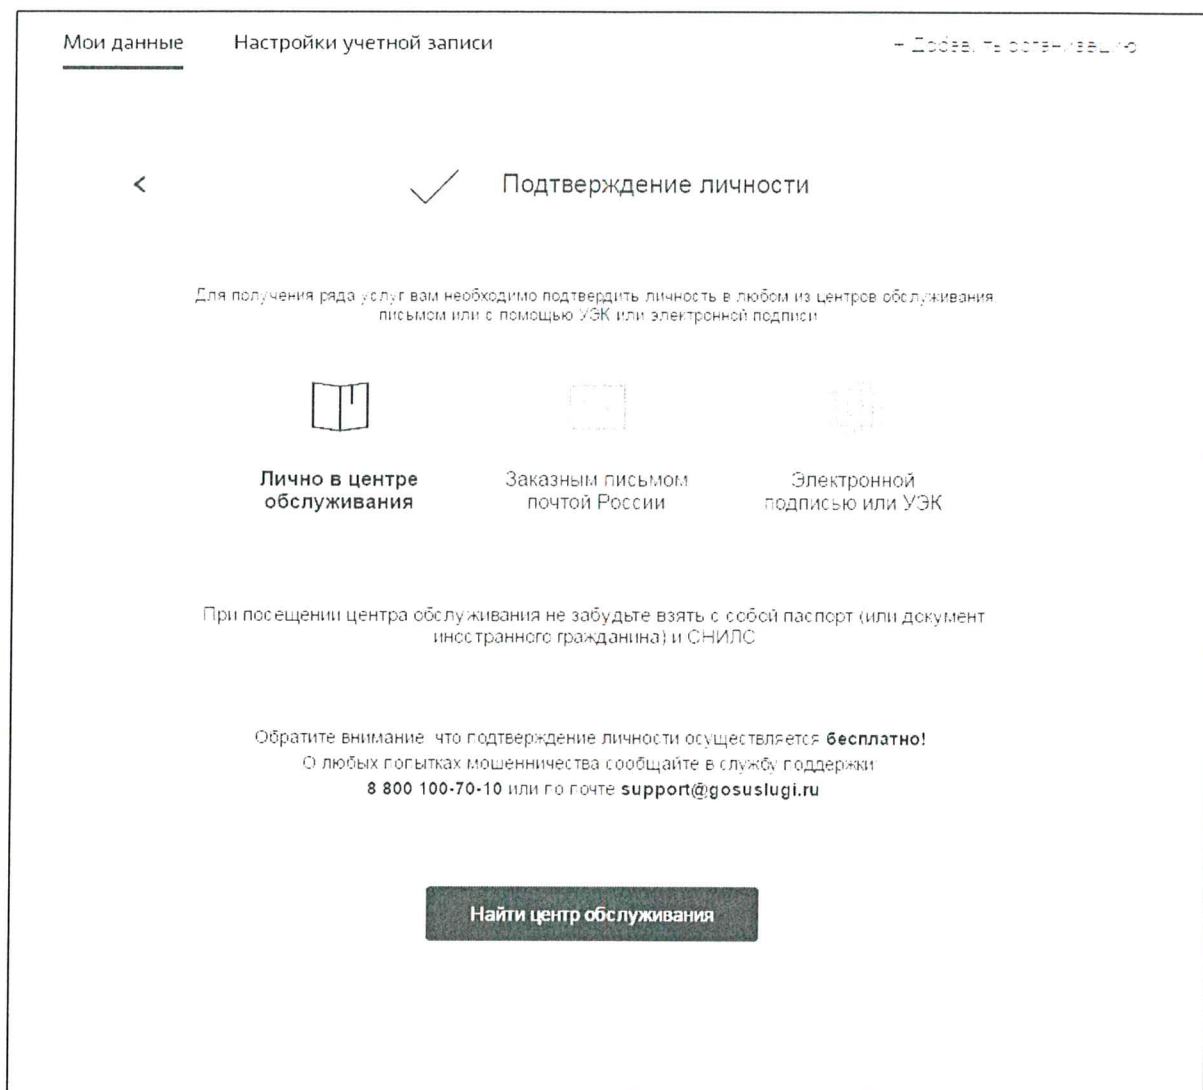 Мои данные Настройки учетной записи + Добавить организацию
< Подтверждение личности
Для получения ряда услуг вам необходимо подтвердить личность в любом из центров обслуживания,
письмом или с помощью УЭК или электронной подписи
Лично в центре
обслуживания
Заказным письмом
почтой России
Электронной
подписью или УЭК
При посещении центра обслуживания не забудьте взять с собой паспорт (или документ
иностранного гражданина) и СНИЛС
Обратите внимание что подтверждение личности осуществляется бесплатно!
О любых попытках мошенничества сообщайте в службу поддержки
8 800 100-70-10 или по почте support@gosuslugi.ru
Найти центр обслуживания